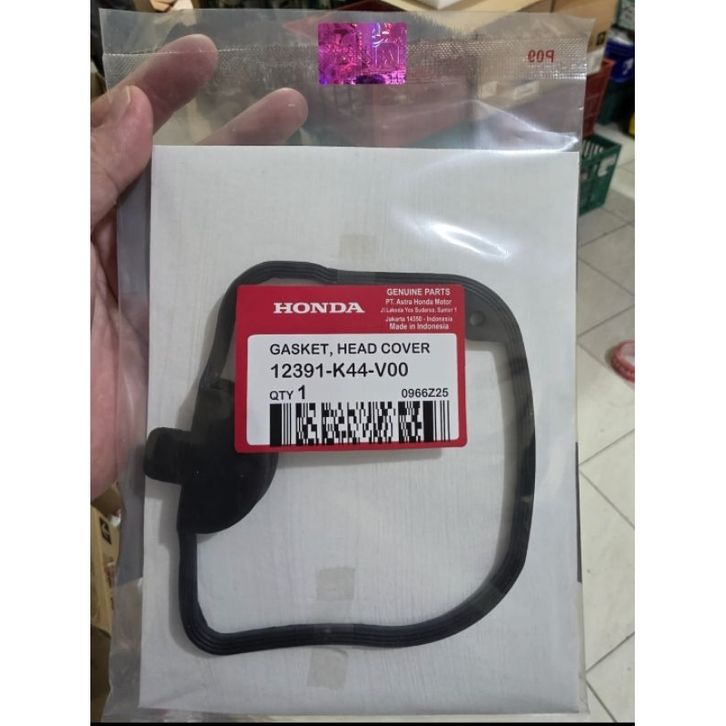 P09
GENUINE PARTS
HONDA
PT. Astra Honda Motor
Jl.Laksda Yos Sudarso, Sunter 1
Jakarta 14350 - Indonesia
Made in Indonesia
GASKET, HEAD COVER
12391-K44-V00
QTY 1
0966Z25